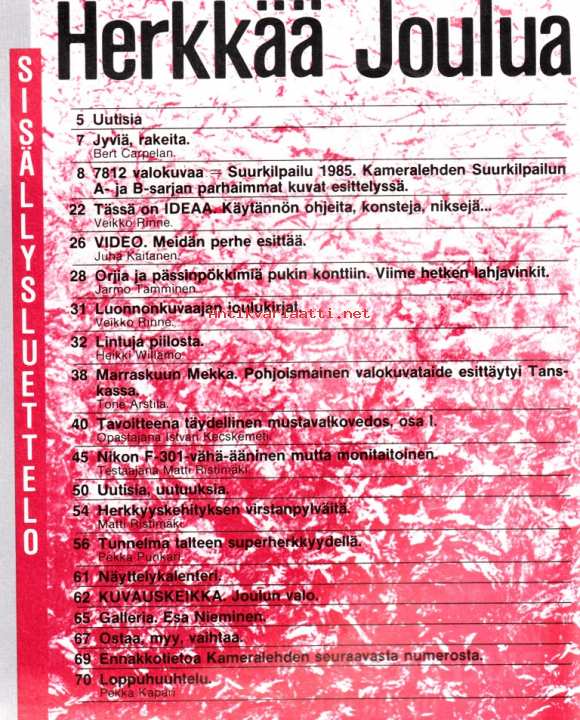 Herkkää Joulua
SISÄLLYSLUETTELO
5 Uutisia
7 Jyviä, rakeita.
Bert Carpelan.
8 7812 valokuvaa = Suurkilpailu 1985. Kameralehden Suurkilpailun
A- ja B-sarjan parhaimmat kuvat esittelyssä.
22 Tässä on IDEAA. Käytännön ohjeita, konsteja, niksejä...
Veikko Rinne.
26 VIDEO. Meidän perhe esittää.
Juha Kaitanen.
28 Orjia ja pässinpökkimiä pukin konttiin. Viime hetken lahjavinkit.
Jarmo Tamminen.
31 Luonnonkuvaajan joulukirjat.
Antikvariaatti.net
Veikko Rinne.
32 Lintuja piilosta.
Heikki Willamo
38 Marraskuun Mekka. Pohjoismainen valokuvataide esittäytyi Tans-
kassa.
Tone Arstila.
40 Tavoitteena täydellinen mustavalkovedos, osa I.
Opastajana István Kecskeméti.
45 Nikon F-301 vähä-ääninen mutta monitaitoinen.
Testaajana Matti Ristimäki.
50 Uutisia, uutuuksia.
54 Herkkyyskehityksen virstanpylväitä.
Matti Ristimäki
56 Tunnelma talteen superherkkyydellä.
Pekka Punkari.
61 Näyttelykalenteri.
62 KUVAUSKEIKKA. Joulun valo.
65 Galleria. Esa Nieminen.
67 Ostaa, myy, vaihtaa.
69 Ennakkotietoa Kameralehden seuraavasta numerosta.
70 Loppuhuuhtelu.
Pekka Kapari